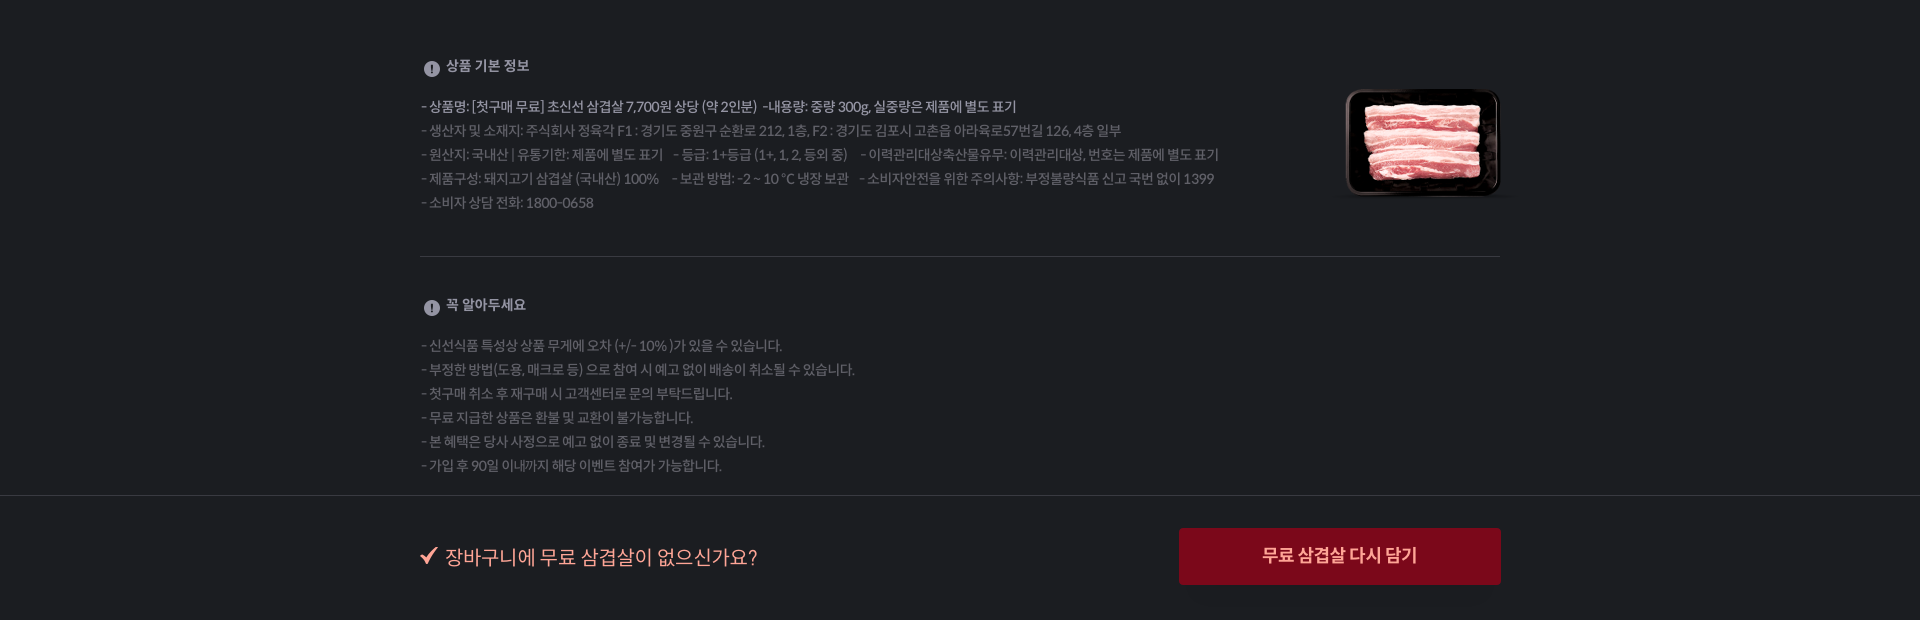 상품 기본 정보
- 상품명: [첫구매 무료] 초신선 삼겹살 7,700원 상당 (약 2인분) -내용량: 중량 300g, 실중량은 제품에 별도 표기
- 생산자 및 소재지: 주식회사 정육각 F1 : 경기도 중원구 순환로 212, 1층, F2 : 경기도 김포시 고촌읍 아라육로57번길 126, 4층 일부
- 원산지: 국내산 | 유통기한: 제품에 별도 표기 - 등급: 1+등급 (1+, 1, 2, 등외 중) - 이력관리대상축산물유무: 이력관리대상, 번호는 제품에 별도 표기
- 제품구성: 돼지고기 삼겹살 (국내산) 100% - 보관 방법: -2 ~ 10 °C 냉장 보관 - 소비자안전을 위한 주의사항: 부정불량식품 신고 국번 없이 1399
- 소비자 상담 전화: 1800-0658
꼭 알아두세요
- 신선식품 특성상 상품 무게에 오차 (+/- 10% )가 있을 수 있습니다.
- 부정한 방법(도용, 매크로 등) 으로 참여 시 예고 없이 배송이 취소될 수 있습니다.
- 첫구매 취소 후 재구매 시 고객센터로 문의 부탁드립니다.
- 무료 지급한 상품은 환불 및 교환이 불가능합니다.
- 본 혜택은 당사 사정으로 예고 없이 종료 및 변경될 수 있습니다.
- 가입 후 90일 이내까지 해당 이벤트 참여가 가능합니다.
장바구니에 무료 삼겹살이 없으신가요?
무료 삼겹살 다시 담기